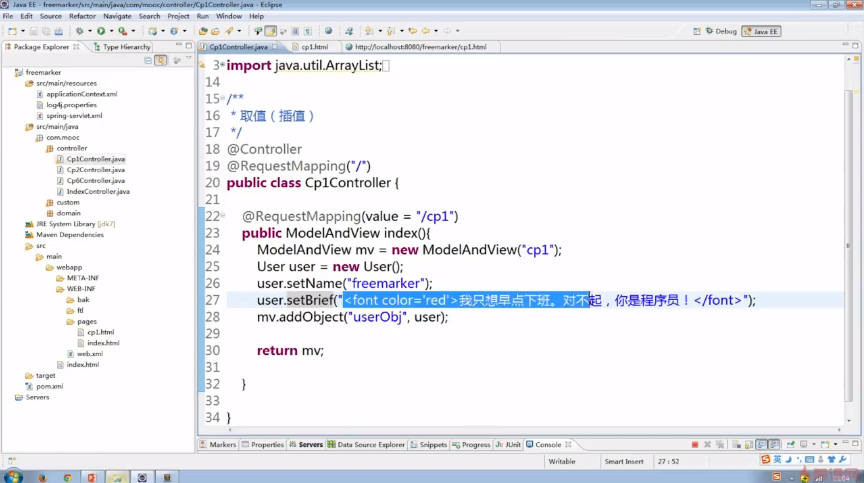 Java EE - freemarker/src/main/java/com/mooc/controller/Cp1Controller.java - Eclipse
File Edit Source Refactor Navigate Search Project Run Window Help
Debug Java EE
Package Explorer Type Hierarchy
Cp1Controller.java cp1.html http://localhost:8080/freemarker/cp1.html
freemarker
src/main/resources
applicationContext.xml
log4j.properties
spring-servlet.xml
src/main/java
com.mooc
controller
Cp1Controller.java
Cp2Controller.java
Cp6Controller.java
IndexController.java
custom
domain
JRE System Library [jdk7]
Maven Dependencies
src
main
webapp
META-INF
WEB-INF
bak
ftl
pages
cp1.html
index.html
web.xml
index.html
target
pom.xml
Servers
3 import java.util.ArrayList;
14
15 /**
16 * 取值（插值）
17 */
18 @Controller
19 @RequestMapping("/")
20 public class Cp1Controller {
21
22 @RequestMapping(value = "/cp1")
23 public ModelAndView index(){
24 ModelAndView mv = new ModelAndView("cp1");
25 User user = new User();
26 user.setName("freemarker");
27 user.setBrief("<font color='red'>我只想早点下班。对不起，你是程序员！</font>");
28 mv.addObject("userObj", user);
29
30 return mv;
31
32 }
33
34 }
Markers Properties Servers Data Source Explorer Snippets Progress JUnit Console
Writable Smart Insert 27 : 52
英